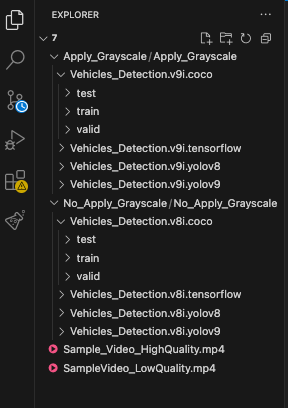 EXPLORER
7
Apply_Grayscale/Apply_Grayscale
Vehicles_Detection.v9i.coco
test
train
valid
Vehicles_Detection.v9i.tensorflow
Vehicles_Detection.v9i.yolov8
Vehicles_Detection.v9i.yolov9
No_Apply_Grayscale/No_Apply_Grayscale
Vehicles_Detection.v8i.coco
test
train
valid
Vehicles_Detection.v8i.tensorflow
Vehicles_Detection.v8i.yolov8
Vehicles_Detection.v8i.yolov9
Sample_Video_HighQuality.mp4
SampleVideo_LowQuality.mp4